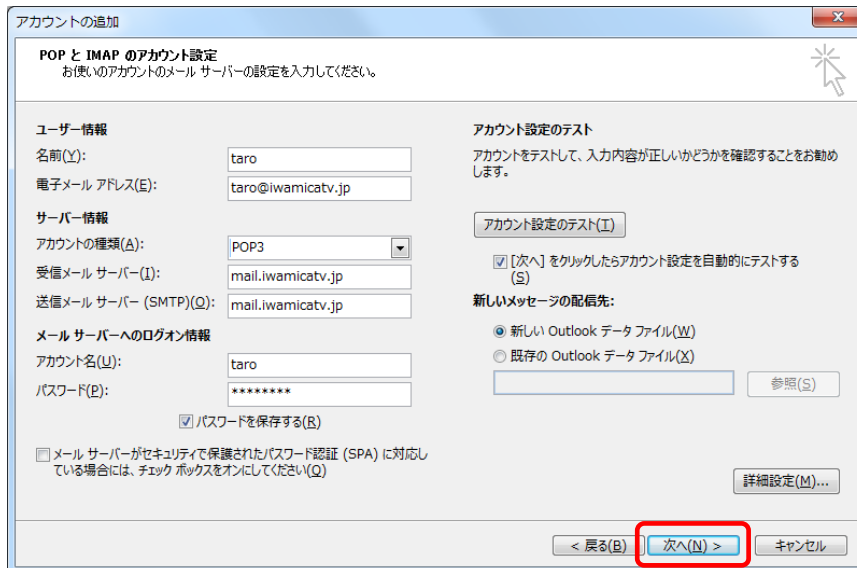 アカウントの追加
POP と IMAP のアカウント設定
お使いのアカウントのメール サーバーの設定を入力してください。
ユーザー情報
名前(Y):
taro
電子メール アドレス(E):
taro@iwamicatv.jp
サーバー情報
アカウントの種類(A):
POP3
受信メール サーバー(I):
mail.iwamicatv.jp
送信メール サーバー (SMTP)(O):
mail.iwamicatv.jp
メール サーバーへのログオン情報
アカウント名(U):
taro
パスワード(P):
********
パスワードを保存する(R)
メール サーバーがセキュリティで保護されたパスワード認証 (SPA) に対応し
ている場合には、チェック ボックスをオンにしてください(Q)
アカウント設定のテスト
アカウントをテストして、入力内容が正しいかどうかを確認することをお勧め
します。
アカウント設定のテスト(T)
[次へ] をクリックしたらアカウント設定を自動的にテストする
(S)
新しいメッセージの配信先:
新しい Outlook データ ファイル(W)
既存の Outlook データ ファイル(X)
参照(S)
詳細設定(M)...
< 戻る(B)
次へ(N) >
キャンセル